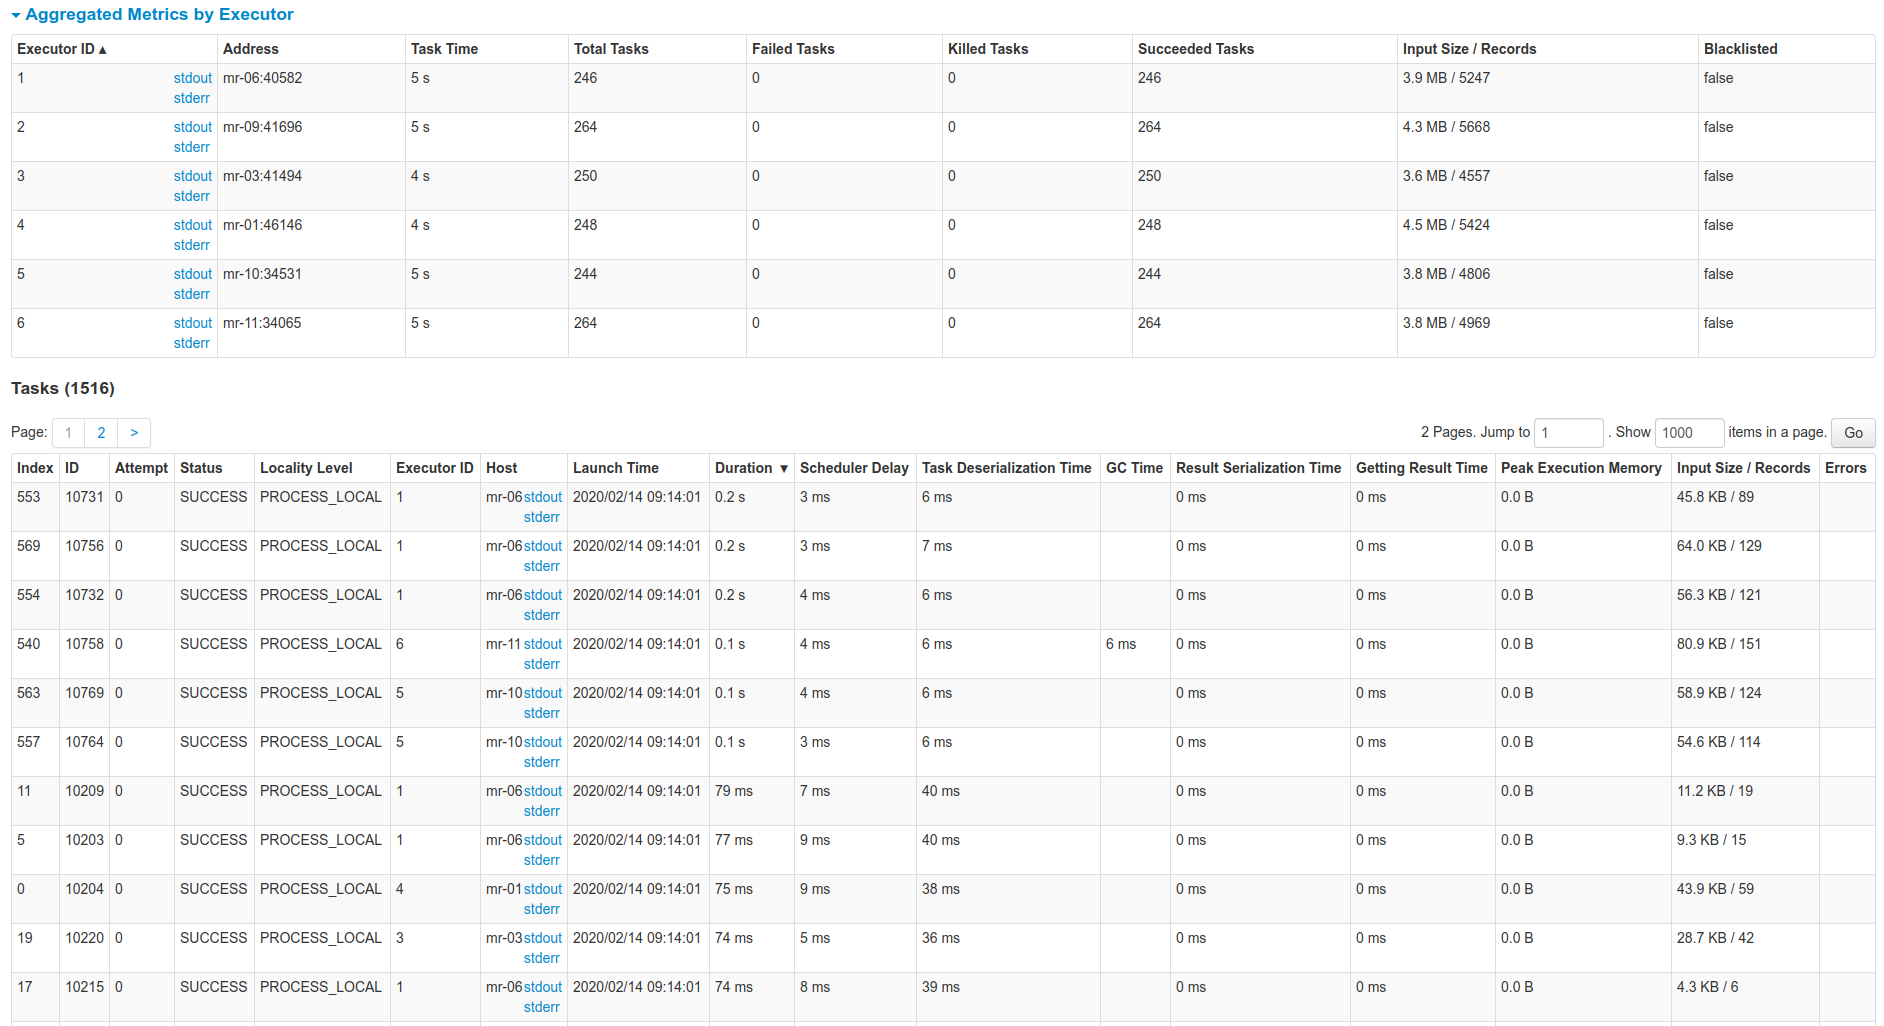 Aggregated Metrics by Executor
Executor ID ▴ Address Task Time Total Tasks Failed Tasks Killed Tasks Succeeded Tasks Input Size / Records Blacklisted
1 stdout mr-06:40582 5 s 246 0 0 246 3.9 MB / 5247 false
stderr
2 stdout mr-09:41696 5 s 264 0 0 264 4.3 MB / 5668 false
stderr
3 stdout mr-03:41494 4 s 250 0 0 250 3.6 MB / 4557 false
stderr
4 stdout mr-01:46146 4 s 248 0 0 248 4.5 MB / 5424 false
stderr
5 stdout mr-10:34531 5 s 244 0 0 244 3.8 MB / 4806 false
stderr
6 stdout mr-11:34065 5 s 264 0 0 264 3.8 MB / 4969 false
stderr
Tasks (1516)
Page: 1 2 > 2 Pages. Jump to 1 . Show 1000 items in a page. Go
Index ID Attempt Status Locality Level Executor ID Host Launch Time Duration ▾ Scheduler Delay Task Deserialization Time GC Time Result Serialization Time Getting Result Time Peak Execution Memory Input Size / Records Errors
553 10731 0 SUCCESS PROCESS_LOCAL 1 mr-06 stdout 2020/02/14 09:14:01 0.2 s 3 ms 6 ms 0 ms 0 ms 0.0 B 45.8 KB / 89
stderr
569 10756 0 SUCCESS PROCESS_LOCAL 1 mr-06 stdout 2020/02/14 09:14:01 0.2 s 3 ms 7 ms 0 ms 0 ms 0.0 B 64.0 KB / 129
stderr
554 10732 0 SUCCESS PROCESS_LOCAL 1 mr-06 stdout 2020/02/14 09:14:01 0.2 s 4 ms 6 ms 0 ms 0 ms 0.0 B 56.3 KB / 121
stderr
540 10758 0 SUCCESS PROCESS_LOCAL 6 mr-11 stdout 2020/02/14 09:14:01 0.1 s 4 ms 6 ms 6 ms 0 ms 0 ms 0.0 B 80.9 KB / 151
stderr
563 10769 0 SUCCESS PROCESS_LOCAL 5 mr-10 stdout 2020/02/14 09:14:01 0.1 s 4 ms 6 ms 0 ms 0 ms 0.0 B 58.9 KB / 124
stderr
557 10764 0 SUCCESS PROCESS_LOCAL 5 mr-10 stdout 2020/02/14 09:14:01 0.1 s 3 ms 6 ms 0 ms 0 ms 0.0 B 54.6 KB / 114
stderr
11 10209 0 SUCCESS PROCESS_LOCAL 1 mr-06 stdout 2020/02/14 09:14:01 79 ms 7 ms 40 ms 0 ms 0 ms 0.0 B 11.2 KB / 19
stderr
5 10203 0 SUCCESS PROCESS_LOCAL 1 mr-06 stdout 2020/02/14 09:14:01 77 ms 9 ms 40 ms 0 ms 0 ms 0.0 B 9.3 KB / 15
stderr
0 10204 0 SUCCESS PROCESS_LOCAL 4 mr-01 stdout 2020/02/14 09:14:01 75 ms 9 ms 38 ms 0 ms 0 ms 0.0 B 43.9 KB / 59
stderr
19 10220 0 SUCCESS PROCESS_LOCAL 3 mr-03 stdout 2020/02/14 09:14:01 74 ms 5 ms 36 ms 0 ms 0 ms 0.0 B 28.7 KB / 42
stderr
17 10215 0 SUCCESS PROCESS_LOCAL 1 mr-06 stdout 2020/02/14 09:14:01 74 ms 8 ms 39 ms 0 ms 0 ms 0.0 B 4.3 KB / 6
stderr